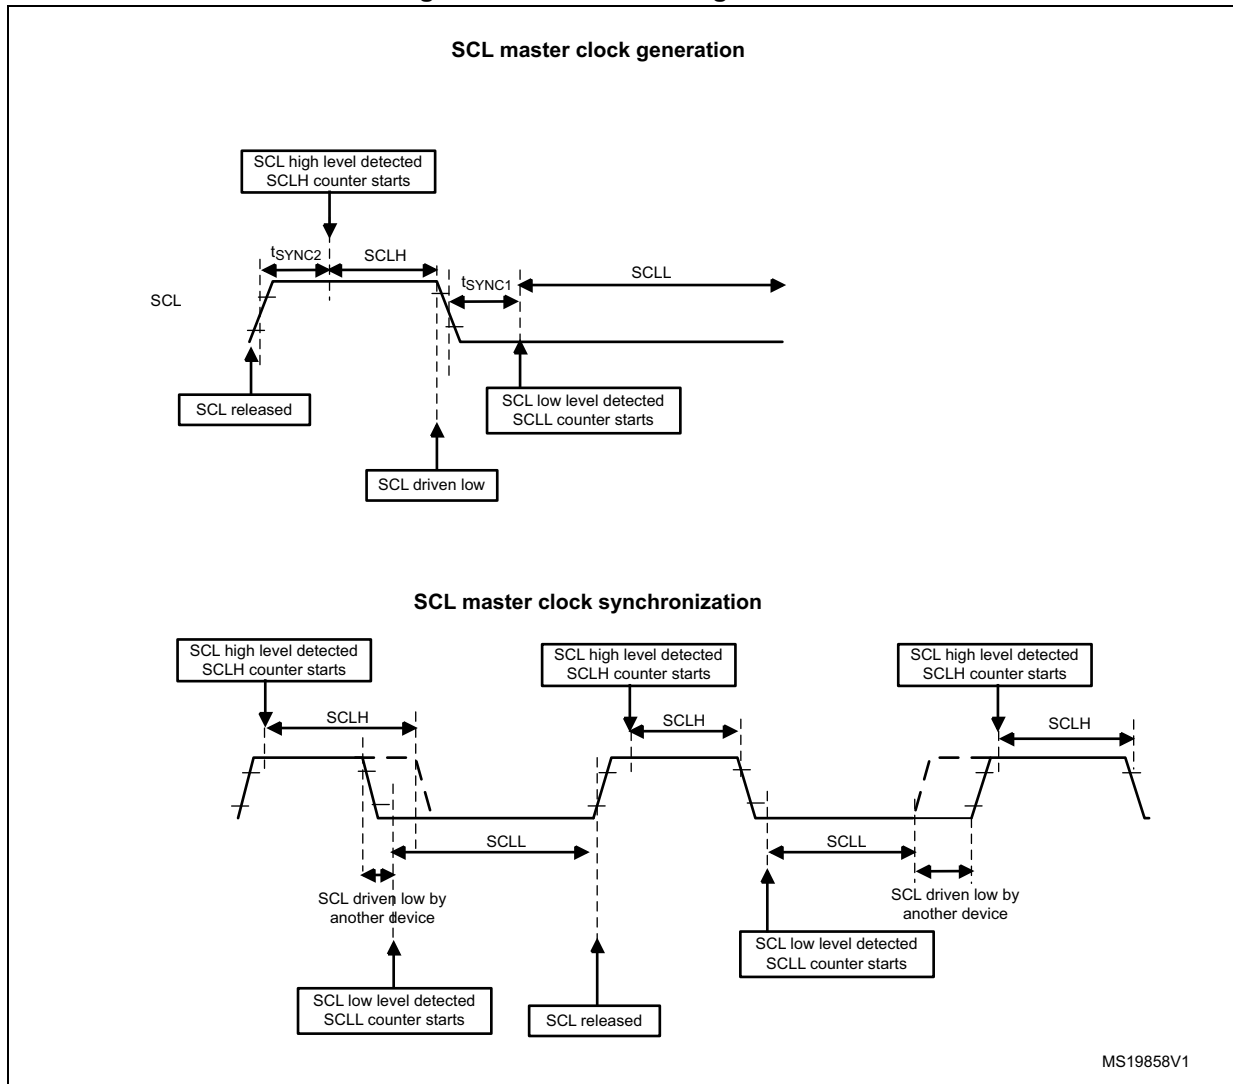 SCL master clock generation
SCL high level detected
SCLH counter starts
tSYNC2
SCLH
SCLL
tSYNC1
SCL
SCL released
SCL low level detected
SCLL counter starts
SCL driven low
SCL master clock synchronization
SCL high level detected
SCLH counter starts
SCL high level detected
SCLH counter starts
SCL high level detected
SCLH counter starts
SCLH
SCLH
SCLH
SCLL
SCLL
SCL driven low by
another device
SCL driven low by
another device
SCL low level detected
SCLL counter starts
SCL low level detected
SCLL counter starts
SCL released
MS19858V1